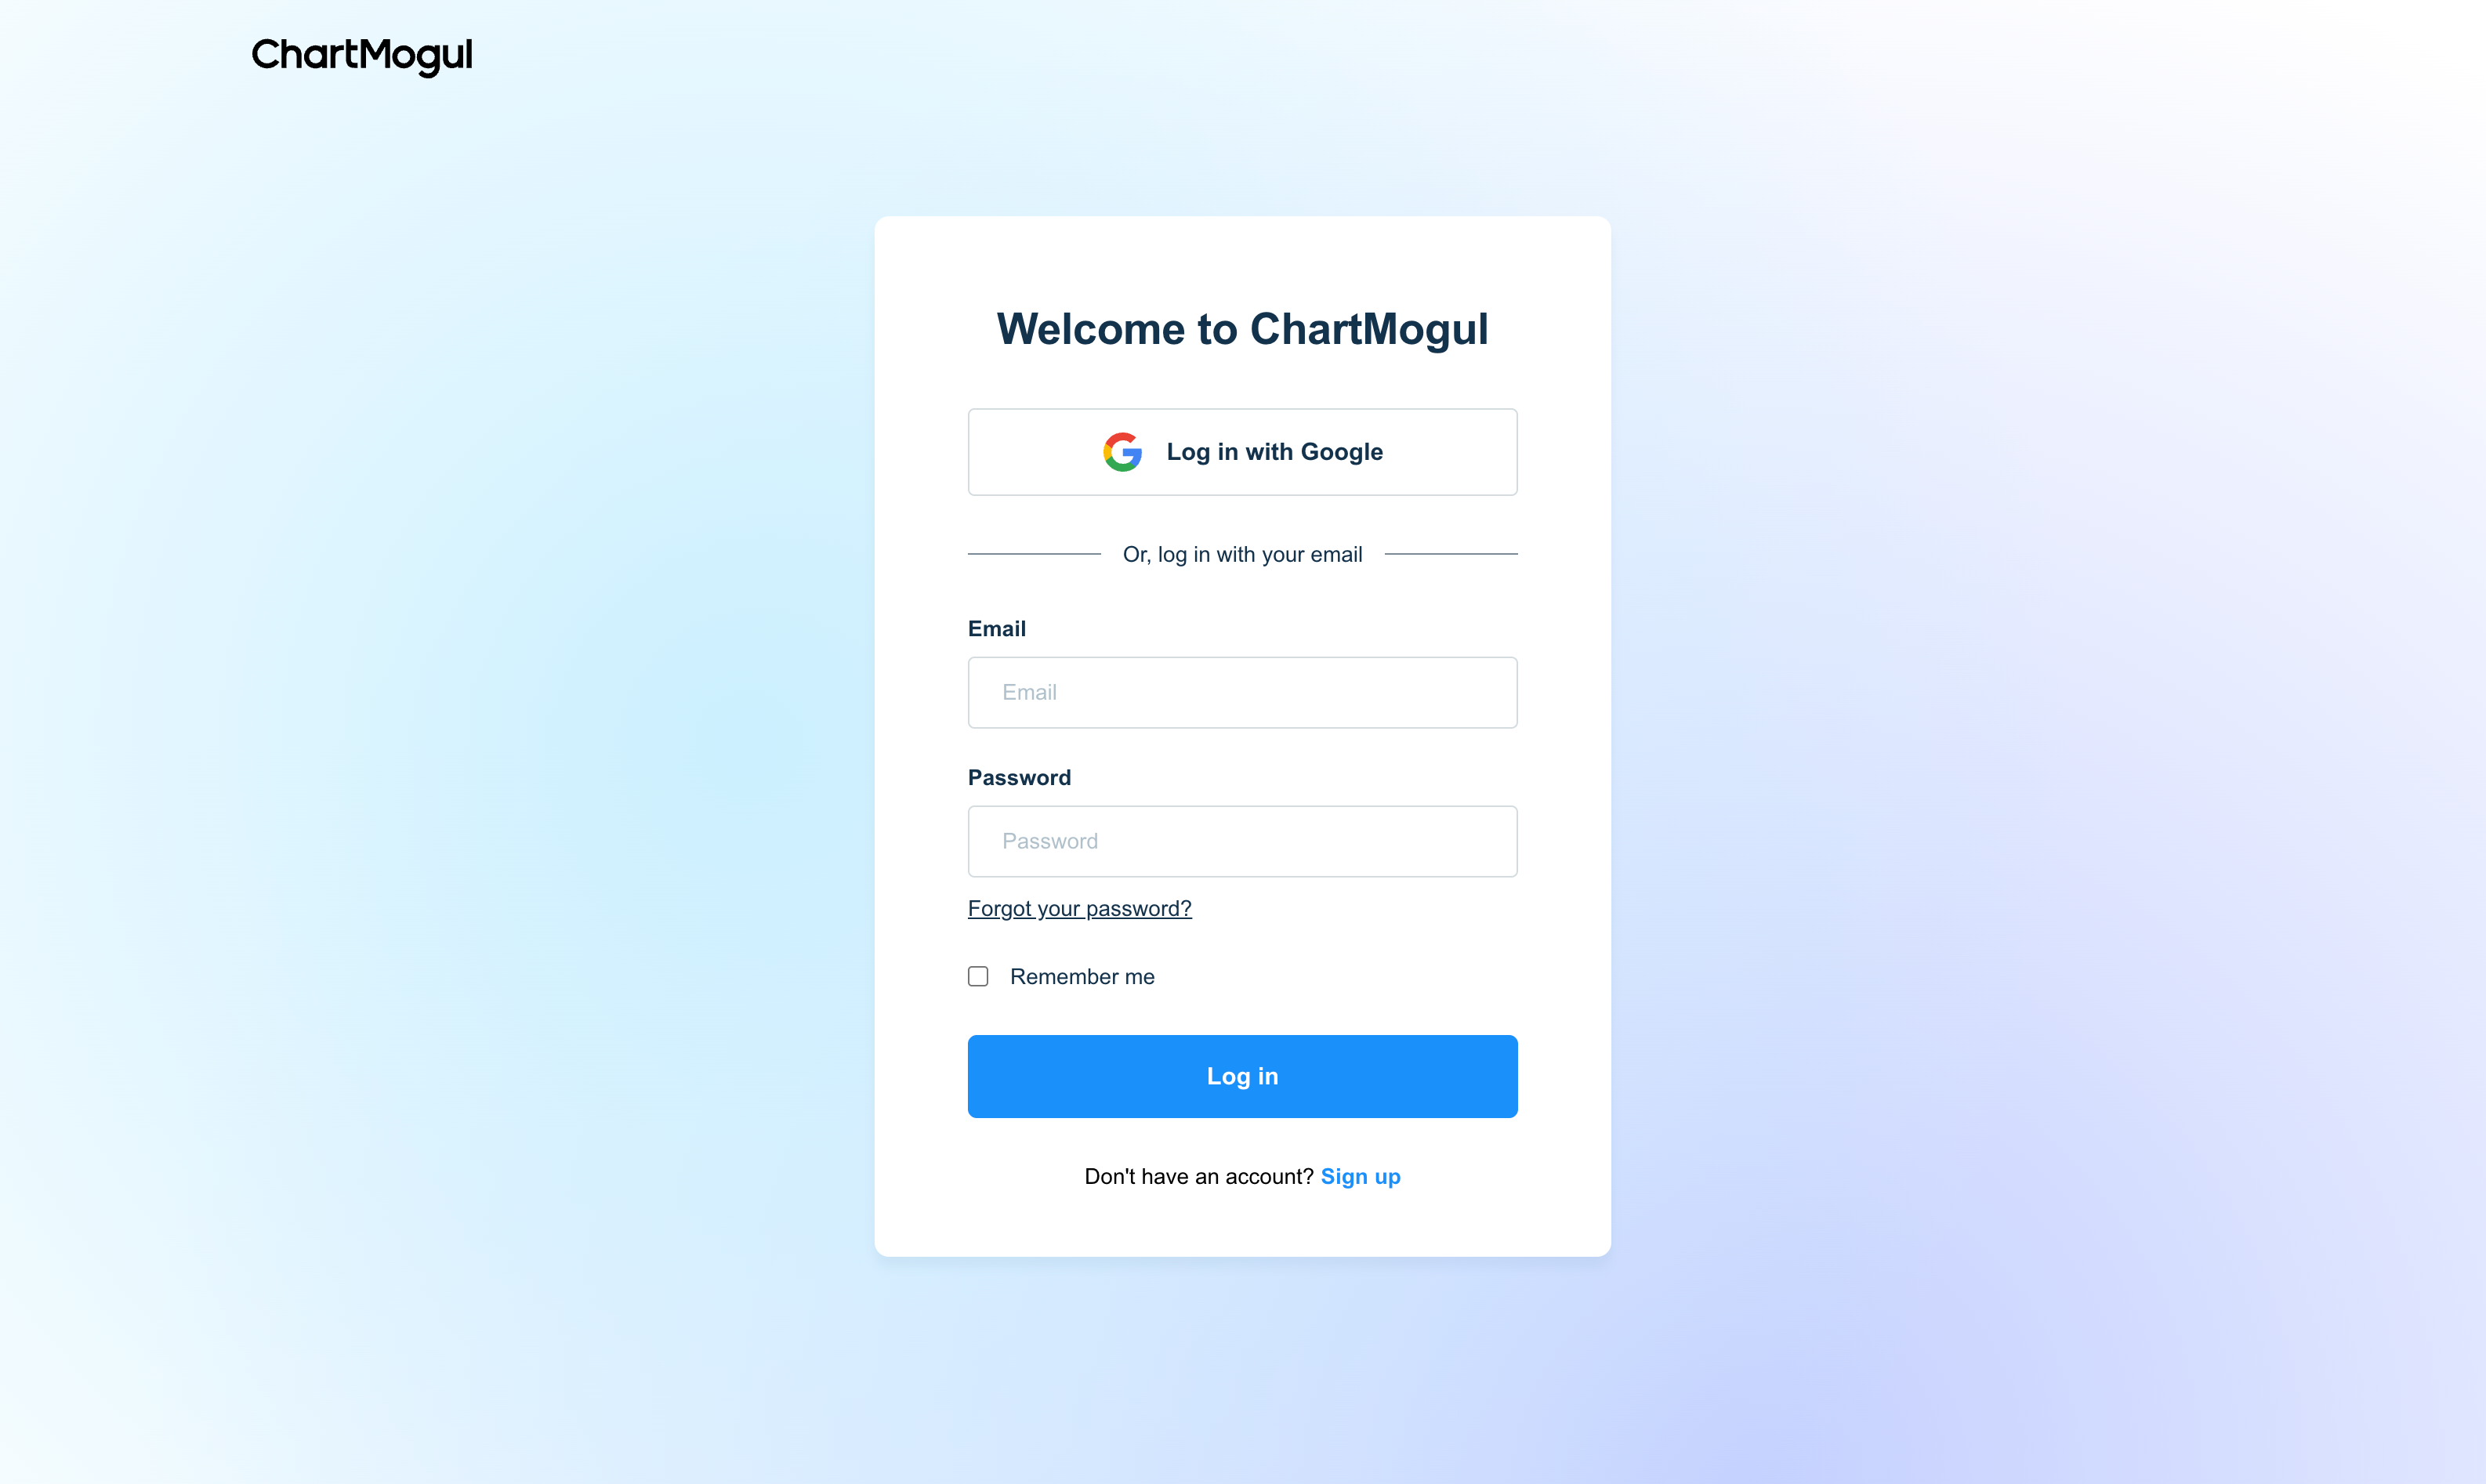 ChartMogul
Welcome to ChartMogul
Log in with Google
Or, log in with your email
Email
Email
Password
Password
Forgot your password?
Remember me
Log in
Don't have an account? Sign up